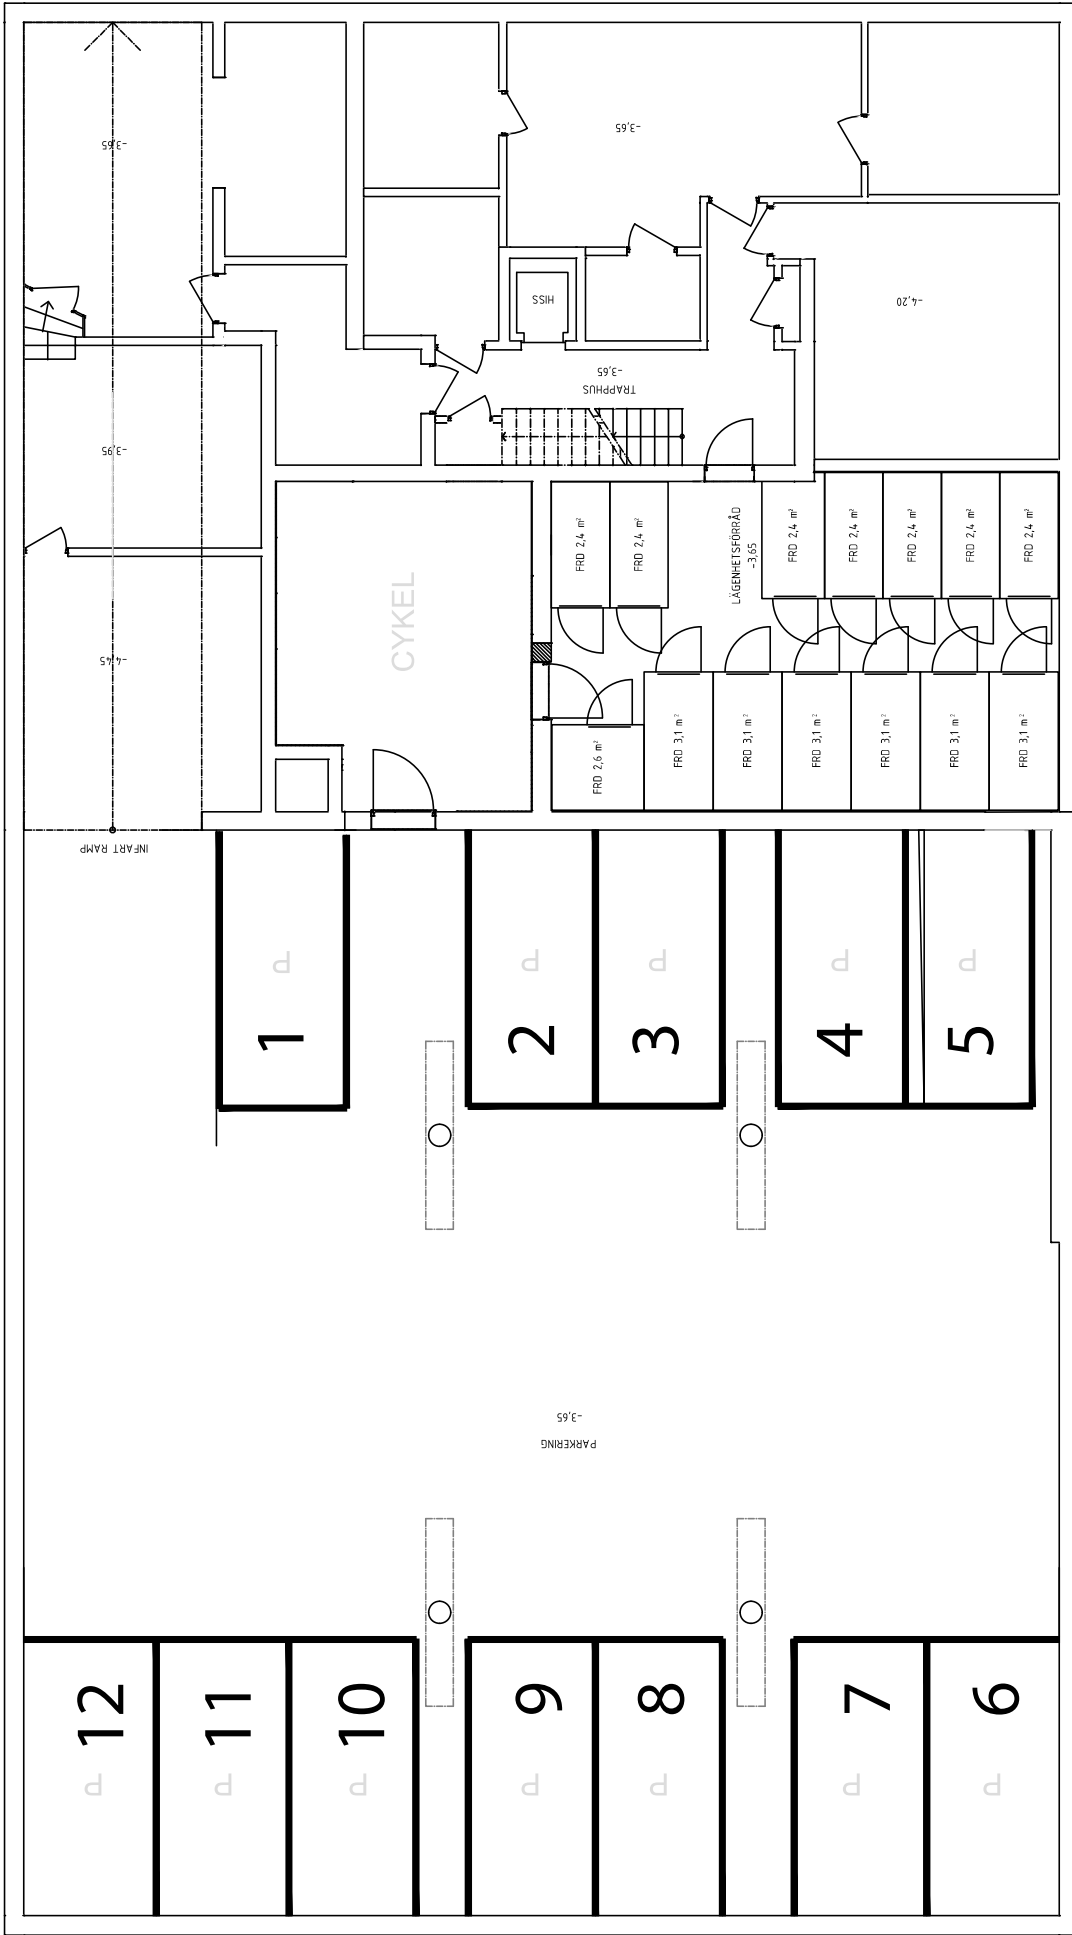 -3,65
-3,65
HISS
-4,20
-3,65
TRAPPHUS
-3,95
-4,45
INFART RAMP
CYKEL
LÄGENHETSFÖRRÅD
-3,65
FRD 2,4 m²
FRD 2,4 m²
FRD 2,4 m²
FRD 2,4 m²
FRD 2,4 m²
FRD 2,4 m²
FRD 2,4 m²
FRD 2,6 m²
FRD 3,1 m²
FRD 3,1 m²
FRD 3,1 m²
FRD 3,1 m²
FRD 3,1 m²
FRD 3,1 m²
P
1
P
2
P
3
P
4
P
5
PARKERING
-3,65
12
P
11
P
10
P
9
P
8
P
7
P
6
P